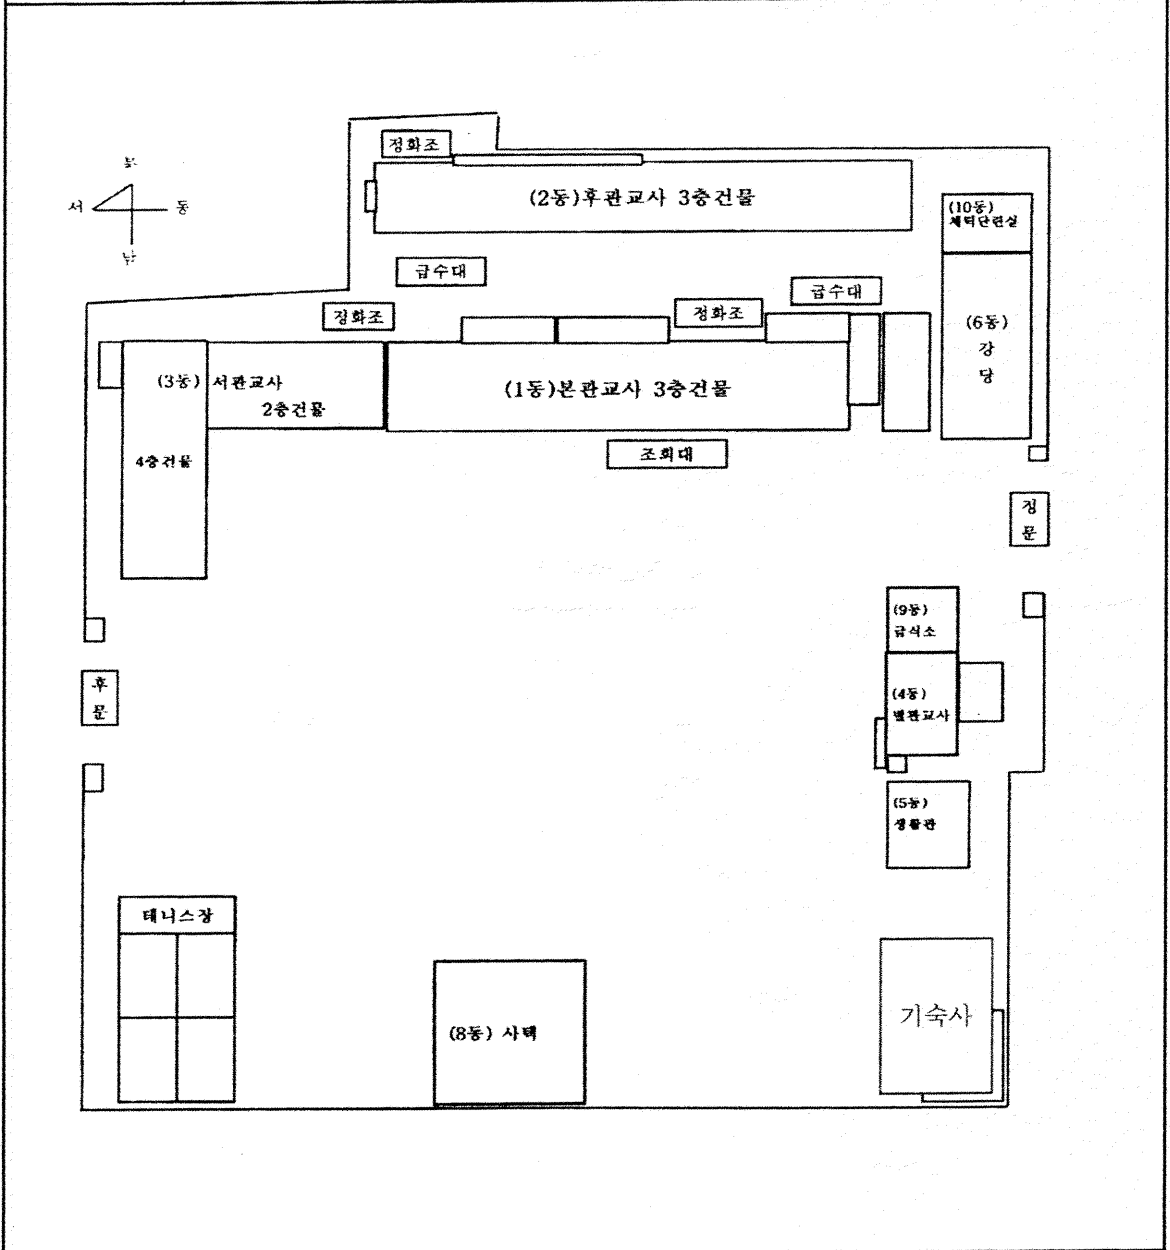 정화조
북
서 동
남
(2동)후관교사 3층건물
(10동)
체력단련실
급수대
급수대
정화조
정화조
(6동)
강
당
(3동) 서관교사
2층건물
(1동)본관교사 3층건물
4층건물
조회대
정
문
(9동)
급식소
후
문
(4동)
별관교사
(5동)
생활관
테니스장
기숙사
(8동) 사택